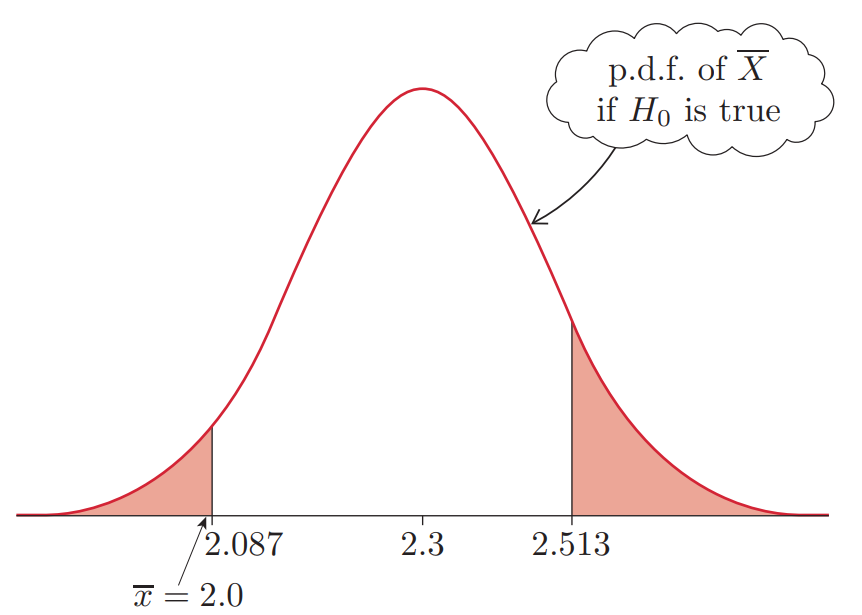 p.d.f. of X̅
if H₀ is true
2.087 2.3 2.513
x̅ = 2.0